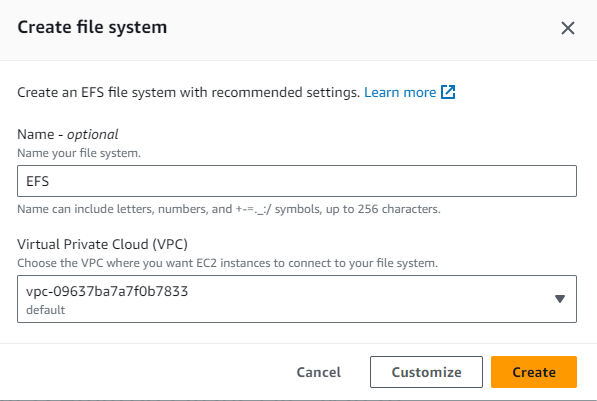 Create file system
Create an EFS file system with recommended settings. Learn more
Name - optional
Name your file system.
EFS
Name can include letters, numbers, and +-=._:/ symbols, up to 256 characters.
Virtual Private Cloud (VPC)
Choose the VPC where you want EC2 instances to connect to your file system.
vpc-09637ba7a7f0b7833
default
Cancel Customize Create